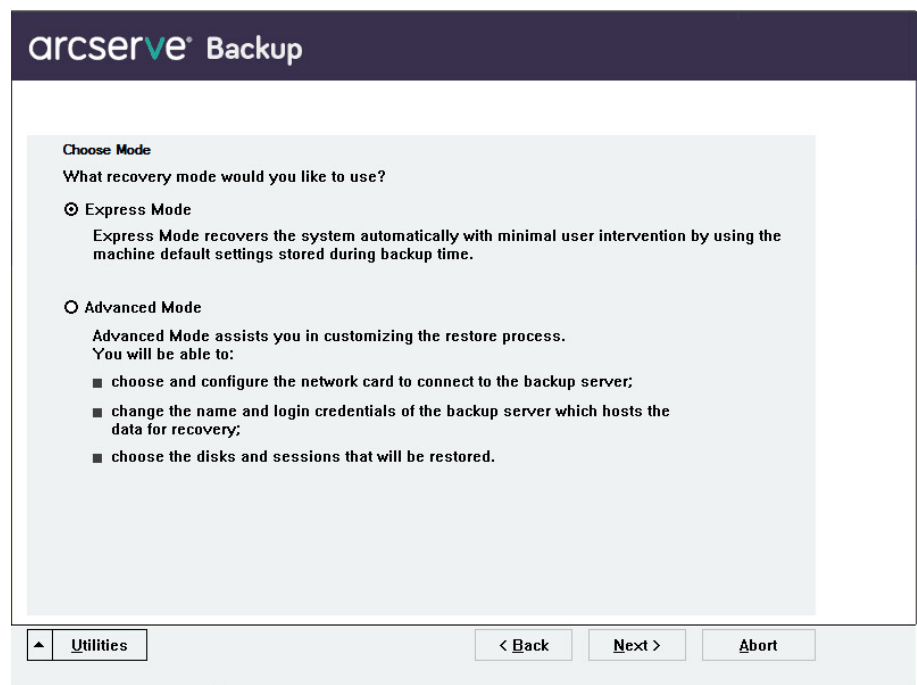 arcserve® Backup
Choose Mode
What recovery mode would you like to use?
Express Mode
Express Mode recovers the system automatically with minimal user intervention by using the
machine default settings stored during backup time.
Advanced Mode
Advanced Mode assists you in customizing the restore process.
You will be able to:
choose and configure the network card to connect to the backup server;
change the name and login credentials of the backup server which hosts the
data for recovery;
choose the disks and sessions that will be restored.
Utilities
< Back
Next >
Abort